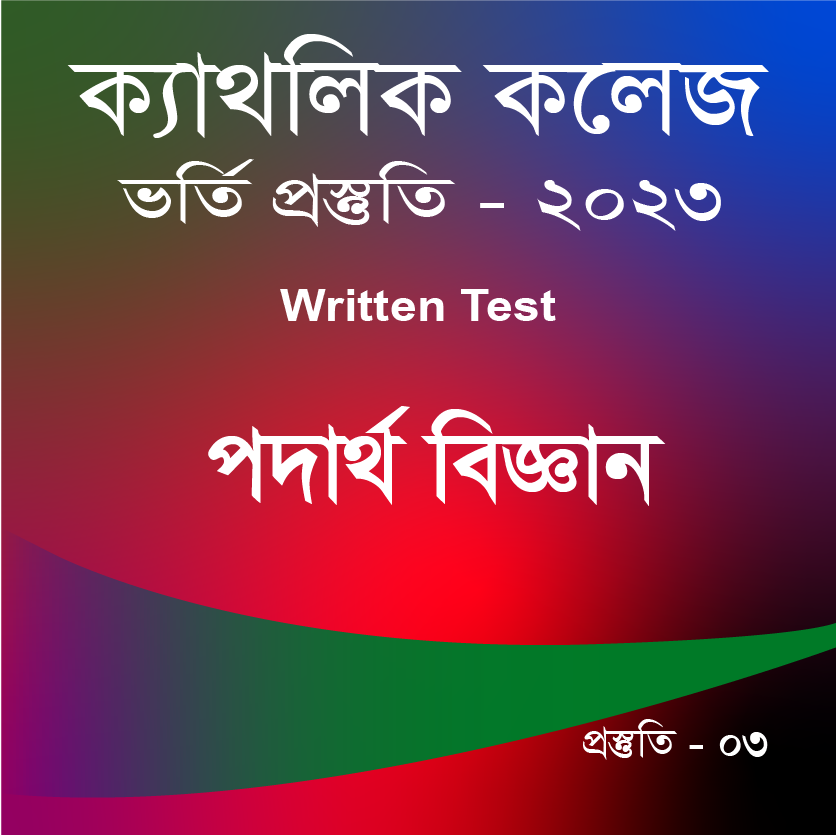 ক্যাথলিক কলেজ
ভর্তি প্রস্তুতি - ২০২৩
Written Test
পদার্থ বিজ্ঞান
প্রস্তুতি - ০৩